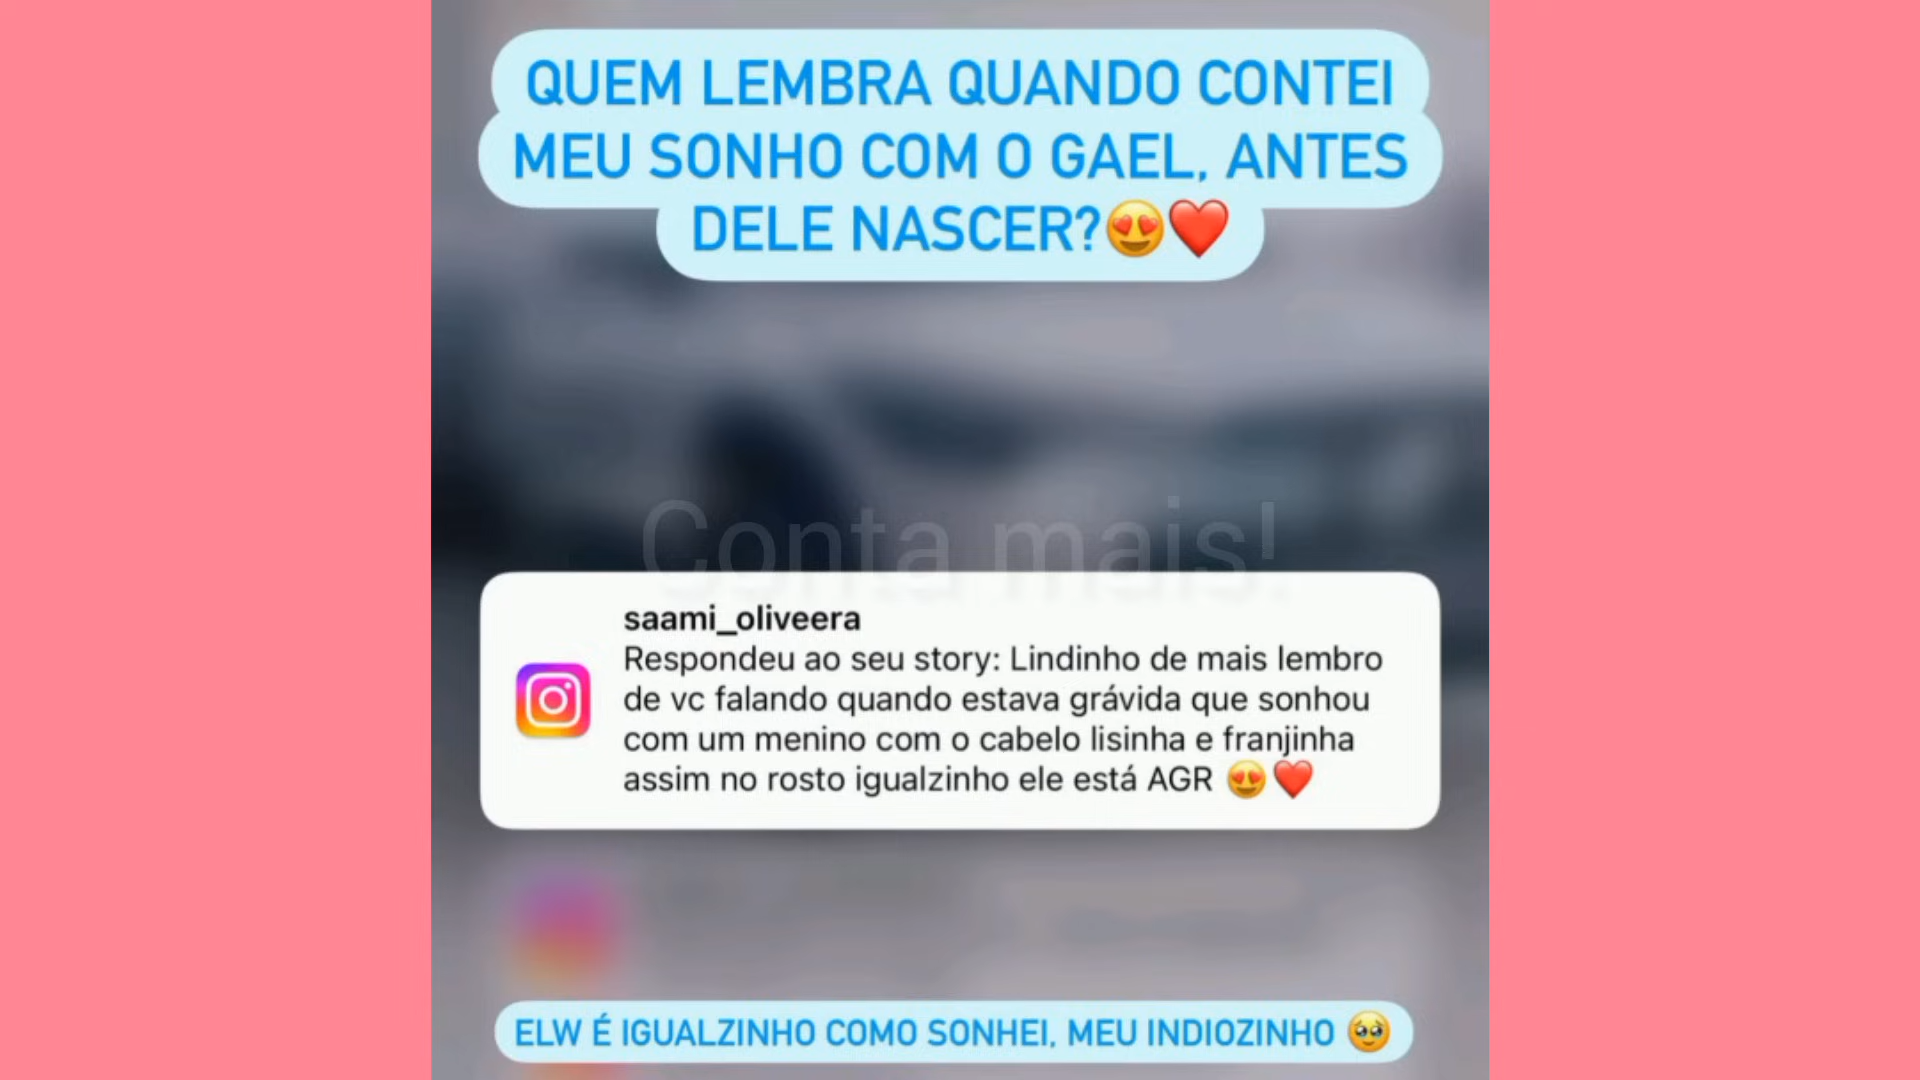 QUEM LEMBRA QUANDO CONTEI
MEU SONHO COM O GAEL, ANTES
DELE NASCER?😍❤️
Conta mais!
saami_oliveera
Respondeu ao seu story: Lindinho de mais lembro
de vc falando quando estava grávida que sonhou
com um menino com o cabelo lisinha e franjinha
assim no rosto igualzinho ele está AGR 😍❤️
ELW É IGUALZINHO COMO SONHEI, MEU INDIOZINHO 🥹